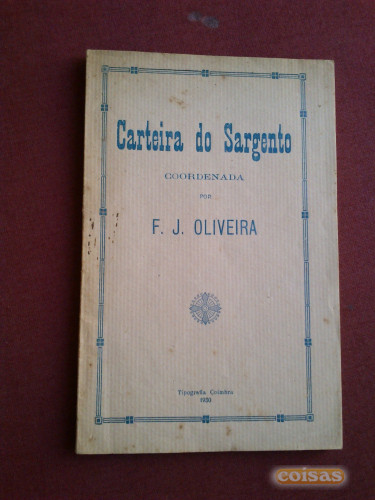 Carteira do Sargento
COORDENADA
POR
F. J. OLIVEIRA
Tipografia Coimbra
coisas